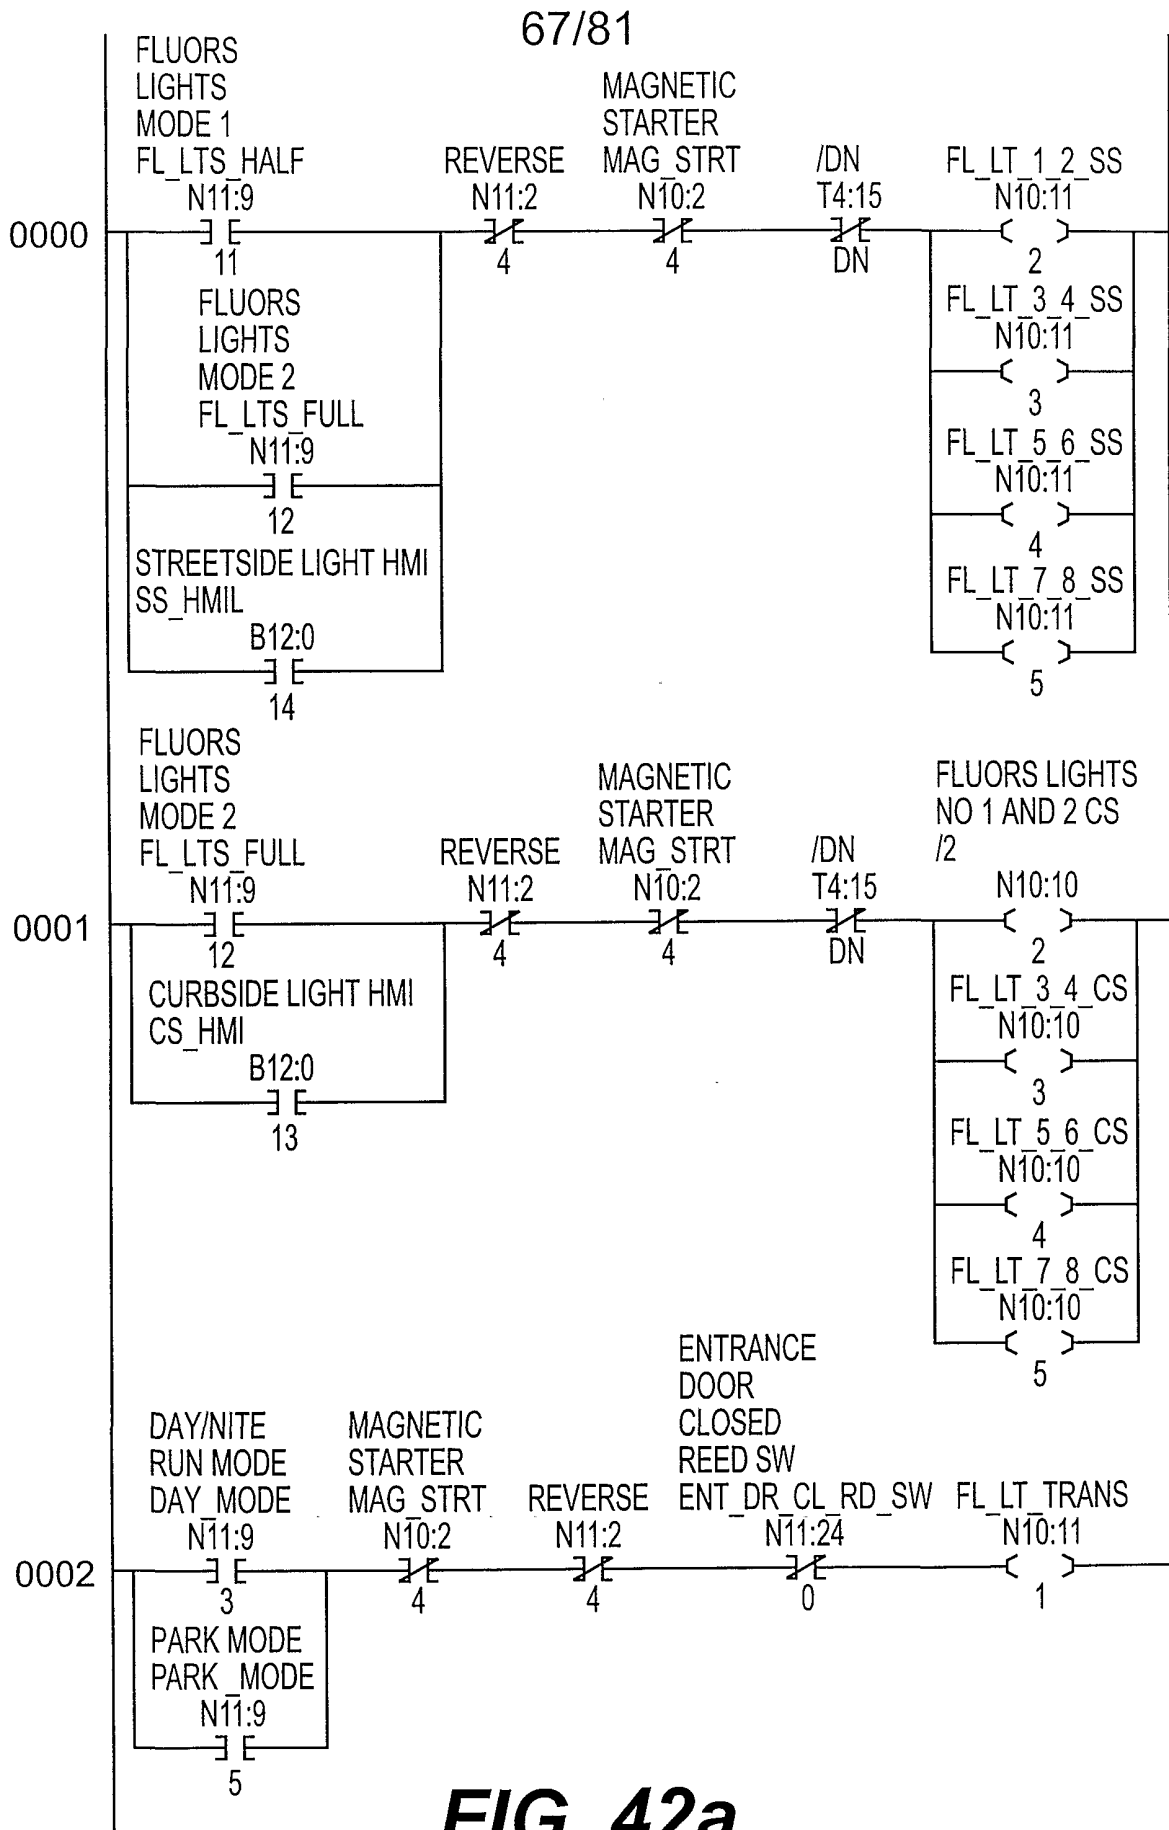 67/81
FLUORS
LIGHTS
MODE 1
FL_LTS_HALF
N11:9
11
REVERSE
N11:2
4
MAGNETIC
STARTER
MAG_STRT
N10:2
4
/DN
T4:15
DN
FL_LT_1_2_SS
N10:11
2
0000
FLUORS
LIGHTS
MODE 2
FL_LTS_FULL
N11:9
12
STREETSIDE LIGHT HMI
SS_HMIL
B12:0
14
FL_LT_3_4_SS
N10:11
3
FL_LT_5_6_SS
N10:11
4
FL_LT_7_8_SS
N10:11
5
FLUORS
LIGHTS
MODE 2
FL_LTS_FULL
N11:9
12
REVERSE
N11:2
4
MAGNETIC
STARTER
MAG_STRT
N10:2
4
/DN
T4:15
DN
FLUORS LIGHTS
NO 1 AND 2 CS
/2
N10:10
2
0001
CURBSIDE LIGHT HMI
CS_HMI
B12:0
13
FL_LT_3_4_CS
N10:10
3
FL_LT_5_6_CS
N10:10
4
FL_LT_7_8_CS
N10:10
5
DAY/NITE
RUN MODE
DAY_MODE
N11:9
3
MAGNETIC
STARTER
MAG_STRT
N10:2
4
REVERSE
N11:2
4
ENTRANCE
DOOR
CLOSED
REED SW
ENT_DR_CL_RD_SW
N11:24
0
FL_LT_TRANS
N10:11
1
0002
PARK MODE
PARK_MODE
N11:9
5
FIG. 42a